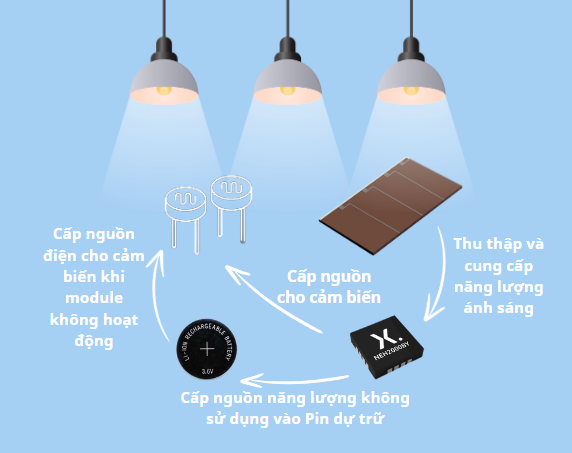 Cấp nguồn
điện cho cảm
biến khi
module
không hoạt
động
Cấp nguồn
cho cảm biến
Thu thập và
cung cấp
năng lượng
ánh sáng
LI-ION RECHARGEABLE BATTERY
3.6V
X.
NEH2000BY
Cấp nguồn năng lượng không
sử dụng vào Pin dự trữ